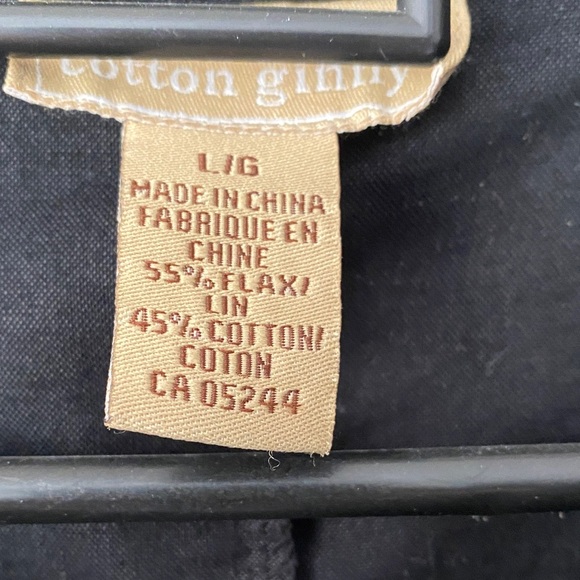 cotton ginny
L/G
MADE IN CHINA
FABRIQUE EN
CHINE
55% FLAX/
LIN
45% COTTON/
COTON
CA 05244